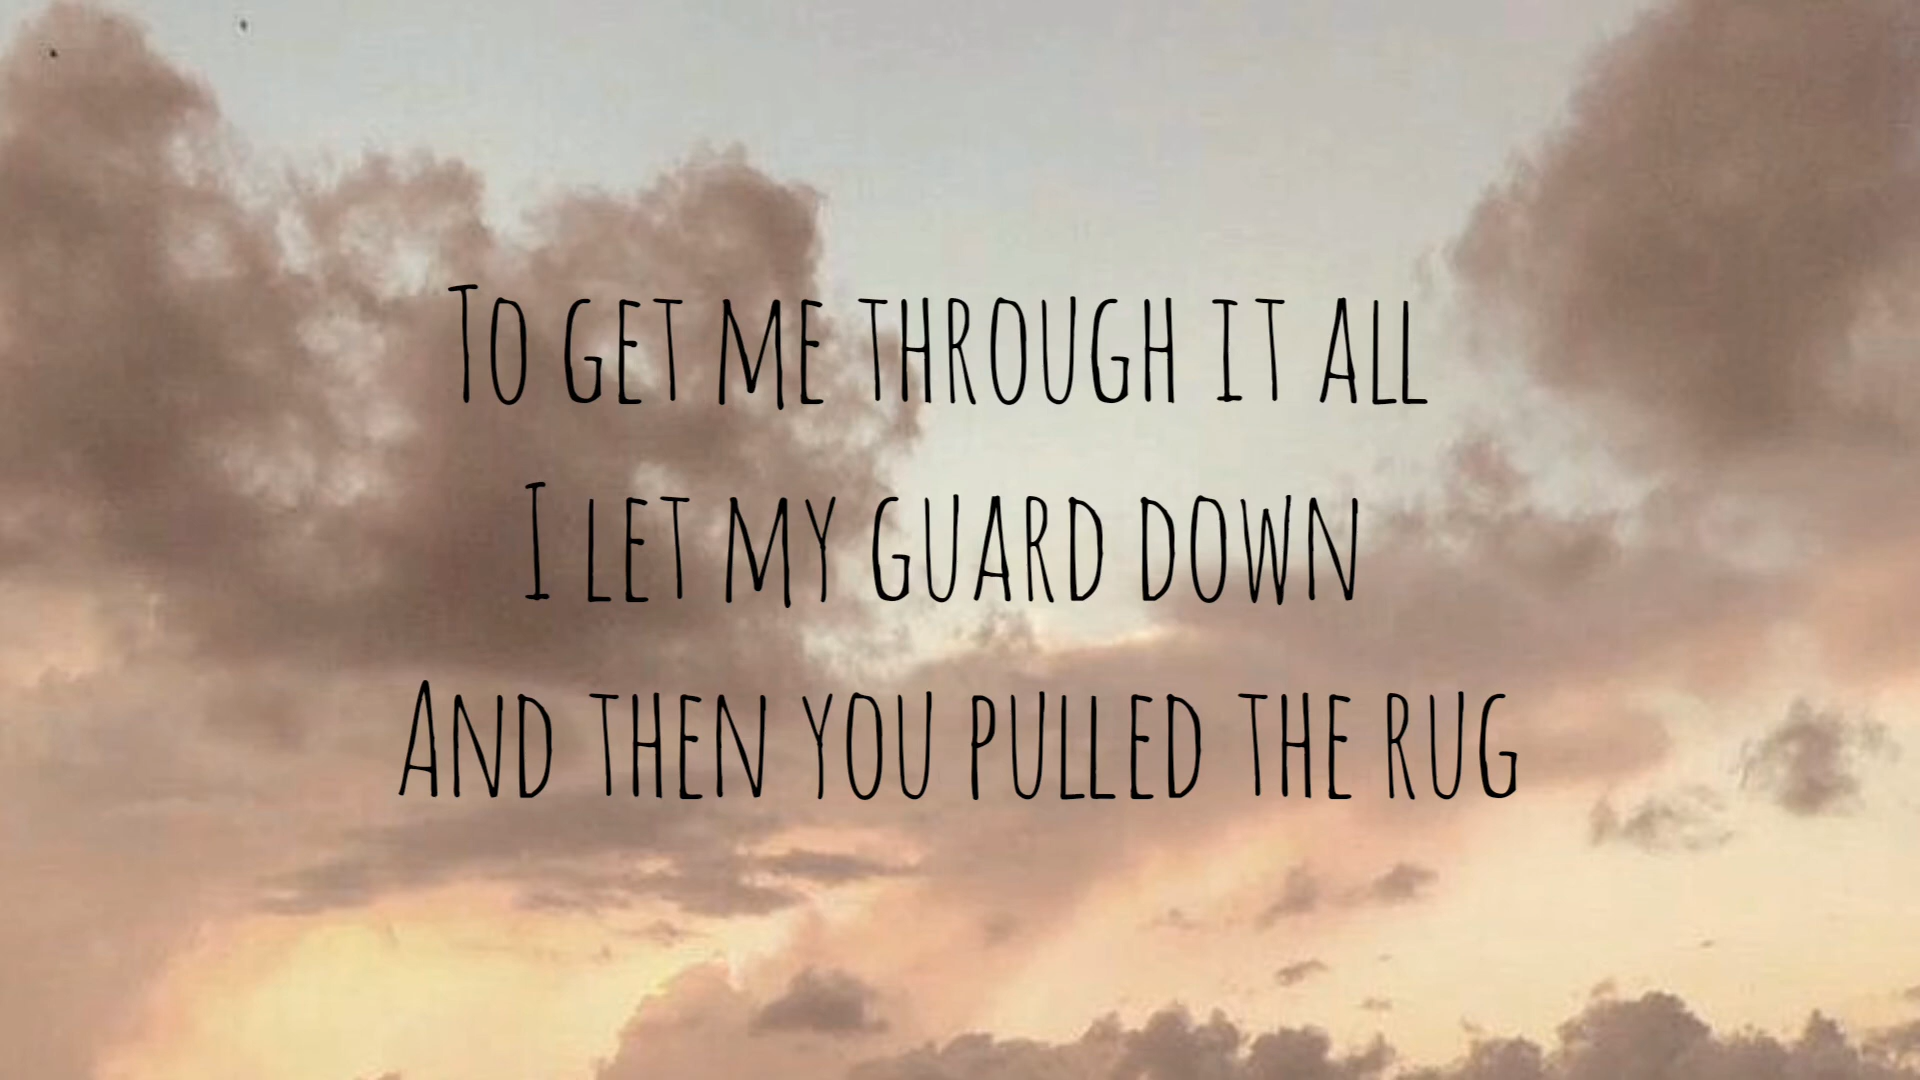 To get me through it all
I let my guard down
And then you pulled the rug